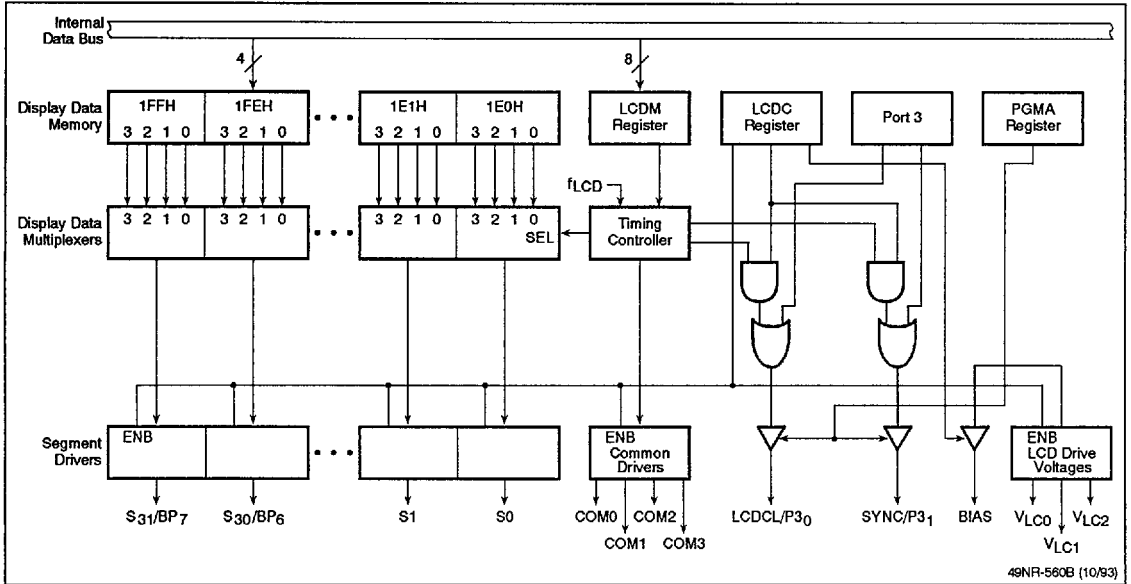 Internal
Data Bus
4
8
Display Data
Memory
1FFH 1FEH 1E1H 1E0H
3 2 1 0 3 2 1 0 • • • 3 2 1 0 3 2 1 0
LCDM
Register
LCDC
Register
Port 3
PGMA
Register
fLCD
Display Data
Multiplexers
3 2 1 0 3 2 1 0 • • • 3 2 1 0 3 2 1 0
SEL
Timing
Controller
Segment
Drivers
ENB
• • •
ENB
Common
Drivers
ENB
LCD Drive
Voltages
S31/BP7 S30/BP6 S1 S0 COM0 COM2 LCDCL/P30 SYNC/P31 BIAS VLC0 VLC2
COM1 COM3 VLC1
49NR-560B (10/93)